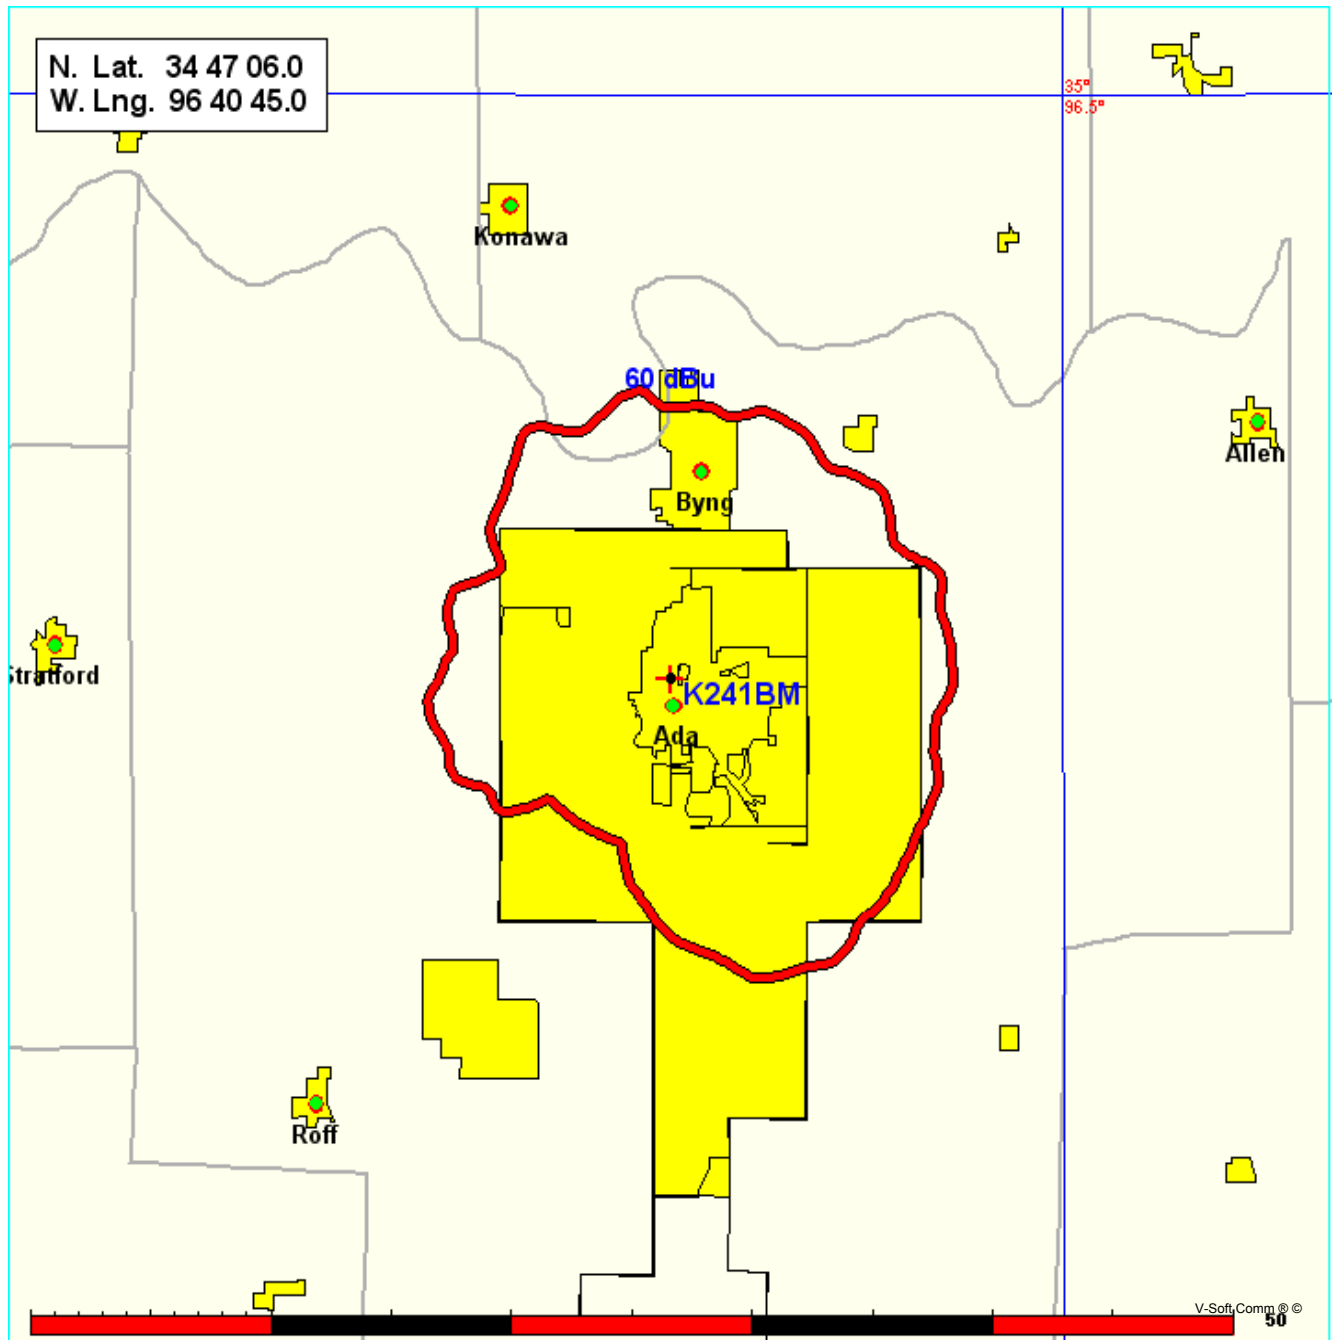 N. Lat. 34 47 06.0
W. Lng. 96 40 45.0
35°
96.5°
Konawa
60 dBu
Allen
Byng
Stratford
K241BM
Ada
Roff
V-Soft Comm ® ©
50